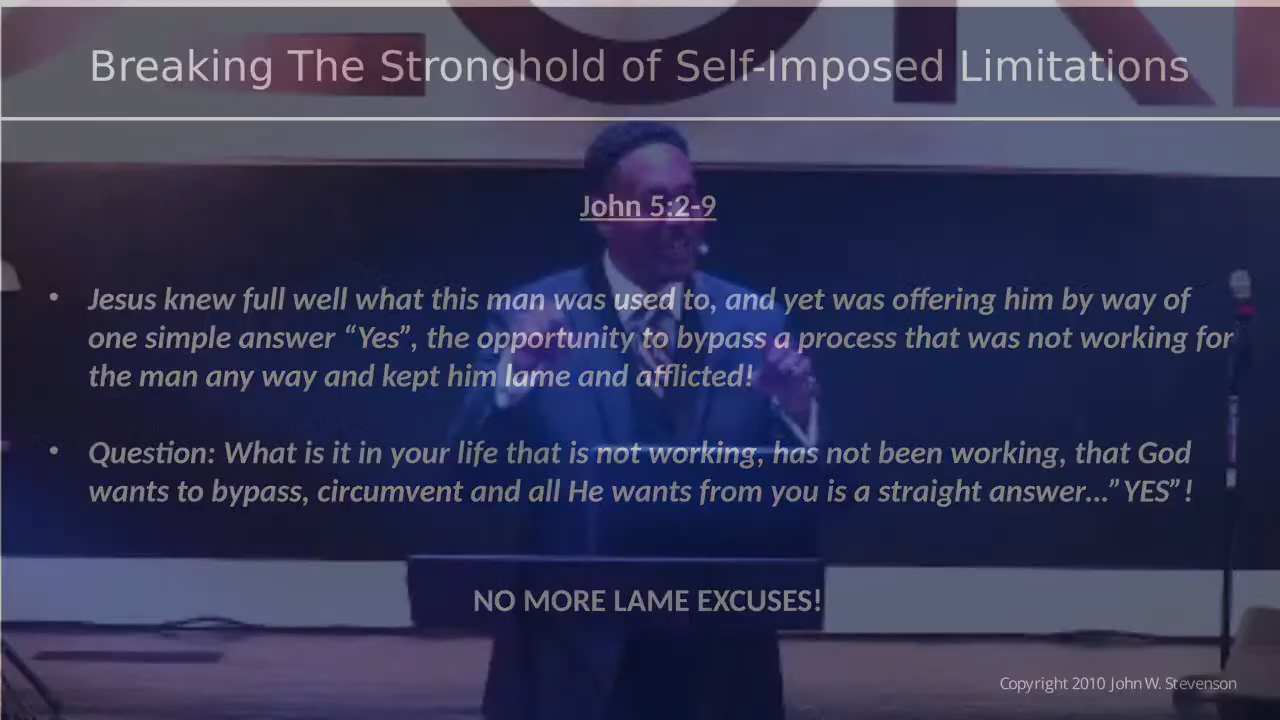 Breaking The Stronghold of Self-Imposed Limitations
John 5:2-9
• Jesus knew full well what this man was used to, and yet was offering him by way of
one simple answer “Yes”, the opportunity to bypass a process that was not working for
the man any way and kept him lame and afflicted!
• Question: What is it in your life that is not working, has not been working, that God
wants to bypass, circumvent and all He wants from you is a straight answer…”YES”!
NO MORE LAME EXCUSES!
Copyright 2010 John W. Stevenson